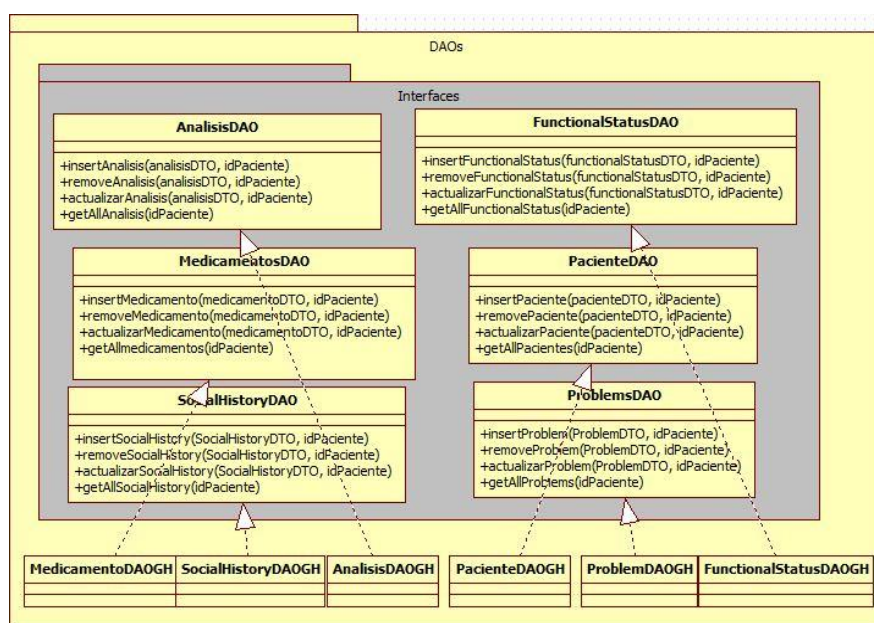 DAOs
Interfaces
AnalisisDAO
+insertAnalisis(analisisDTO, idPaciente)
+removeAnalisis(analisisDTO, idPaciente)
+actualizarAnalisis(analisisDTO, idPaciente)
+getAllAnalisis(idPaciente)
FunctionalStatusDAO
+insertFunctionalStatus(functionalStatusDTO, idPaciente)
+removeFunctionalStatus(functionalStatusDTO, idPaciente)
+actualizarFunctionalStatus(functionalStatusDTO, idPaciente)
+getAllFunctionalStatus(idPaciente)
MedicamentosDAO
+insertMedicamento(medicamentoDTO, idPaciente)
+removeMedicamento(medicamentoDTO, idPaciente)
+actualizarMedicamento(medicamentoDTO, idPaciente)
+getAllmedicamentos(idPaciente)
PacienteDAO
+insertPaciente(pacienteDTO, idPaciente)
+removePaciente(pacienteDTO, idPaciente)
+actualizarPaciente(pacienteDTO, idPaciente)
+getAllPacientes(idPaciente)
SocialHistoryDAO
+insertSocialHistory(SocialHistoryDTO, idPaciente)
+removeSocialHistory(SocialHistoryDTO, idPaciente)
+actualizarSocialHistory(SocialHistoryDTO, idPaciente)
+getAllSocialHistory(idPaciente)
ProblemsDAO
+insertProblem(ProblemDTO, idPaciente)
+removeProblem(ProblemDTO, idPaciente)
+actualizarProblem(ProblemDTO, idPaciente)
+getAllProblems(idPaciente)
MedicamentoDAOGH
SocialHistoryDAOGH
AnalisisDAOGH
PacienteDAOGH
ProblemDAOGH
FunctionalStatusDAOGH